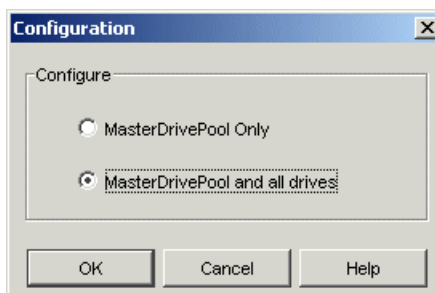 Configuration
Configure
MasterDrivePool Only
MasterDrivePool and all drives
OK Cancel Help